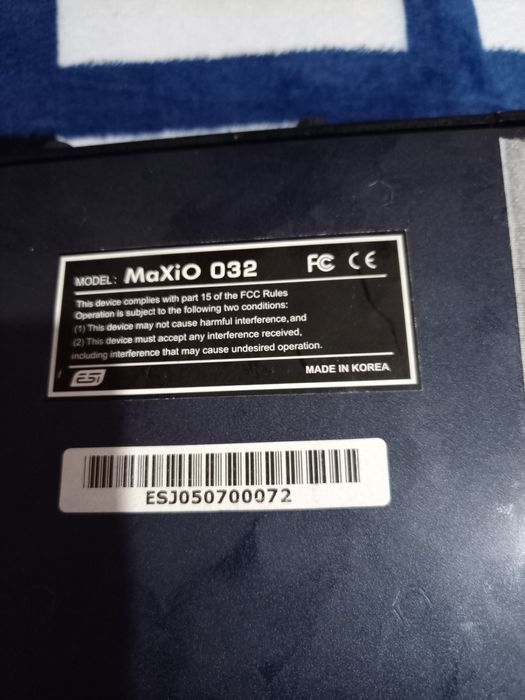 MODEL: MaXiO 032 FC CE
This device complies with part 15 of the FCC Rules
Operation is subject to the following two conditions:
(1) This device may not cause harmful interference,and
(2) This device must accept any interference received,
including interference that may cause undesired operation.
ESI MADE IN KOREA
ESJ050700072